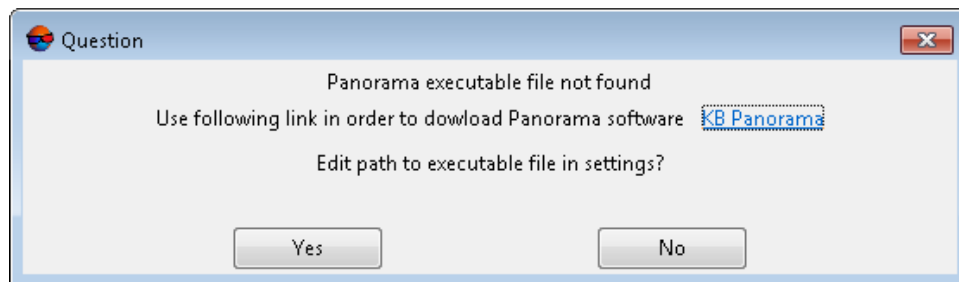 Question
Panorama executable file not found
Use following link in order to dowload Panorama software KB Panorama
Edit path to executable file in settings?
Yes No